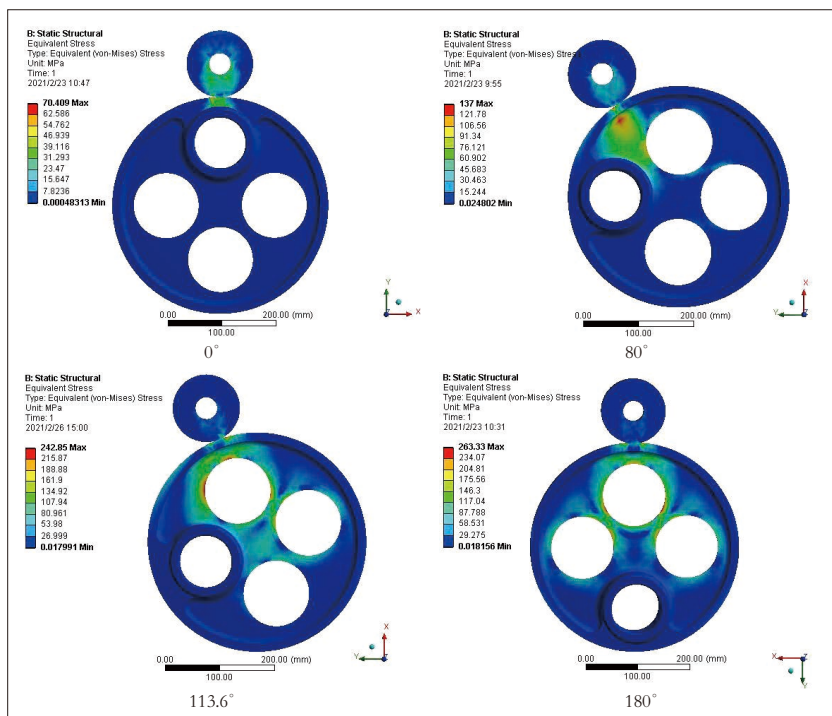 B: Static Structural
Equivalent Stress
Type: Equivalent (von-Mises) Stress
Unit: MPa
Time: 1
2021/2/23 10:47
70.409 Max
62.586
54.762
46.939
39.116
31.293
23.47
15.647
7.8236
0.00048313 Min
Y
X
Z
0.00 200.00 (mm)
100.00
0°
B: Static Structural
Equivalent Stress
Type: Equivalent (von-Mises) Stress
Unit: MPa
Time: 1
2021/2/23 9:55
137 Max
121.78
106.56
91.34
76.121
60.902
45.683
30.463
15.244
0.024802 Min
X
Y
Z
0.00 200.00 (mm)
100.00
80°
B: Static Structural
Equivalent Stress
Type: Equivalent (von-Mises) Stress
Unit: MPa
Time: 1
2021/2/26 15:00
242.85 Max
215.87
188.88
161.9
134.92
107.94
80.961
53.98
26.999
0.017991 Min
X
Y
Z
0.00 200.00 (mm)
100.00
113.6°
B: Static Structural
Equivalent Stress
Type: Equivalent (von-Mises) Stress
Unit: MPa
Time: 1
2021/2/23 10:31
263.33 Max
234.07
204.81
175.56
146.3
117.04
87.788
58.531
29.275
0.018156 Min
X
Z
Y
0.00 200.00 (mm)
100.00
180°